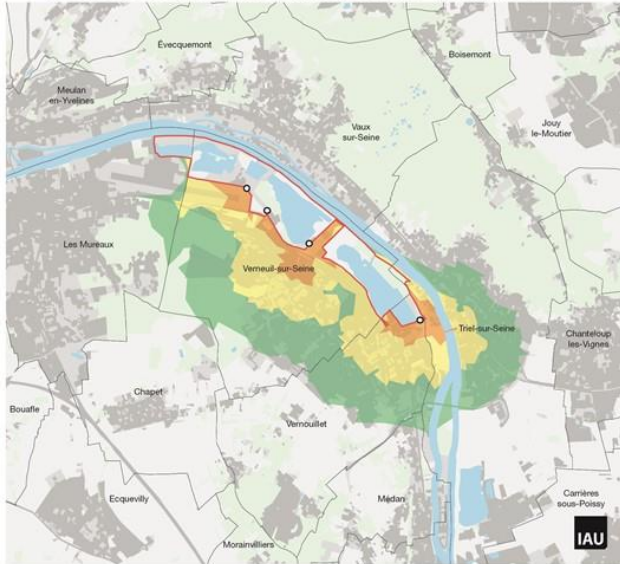 Évecquemont
Boisemont
Meulan
en-Yvelines
Vaux
sur-Seine
Jouy
le-Moutier
Les Mureaux
Verneuil-sur-Seine
Triel-sur-Seine
Chanteloup
les-Vignes
Chapet
Bouafle
Vernouillet
Ecquevilly
Médan
Carrières
sous-Poissy
Morainvilliers
IAU